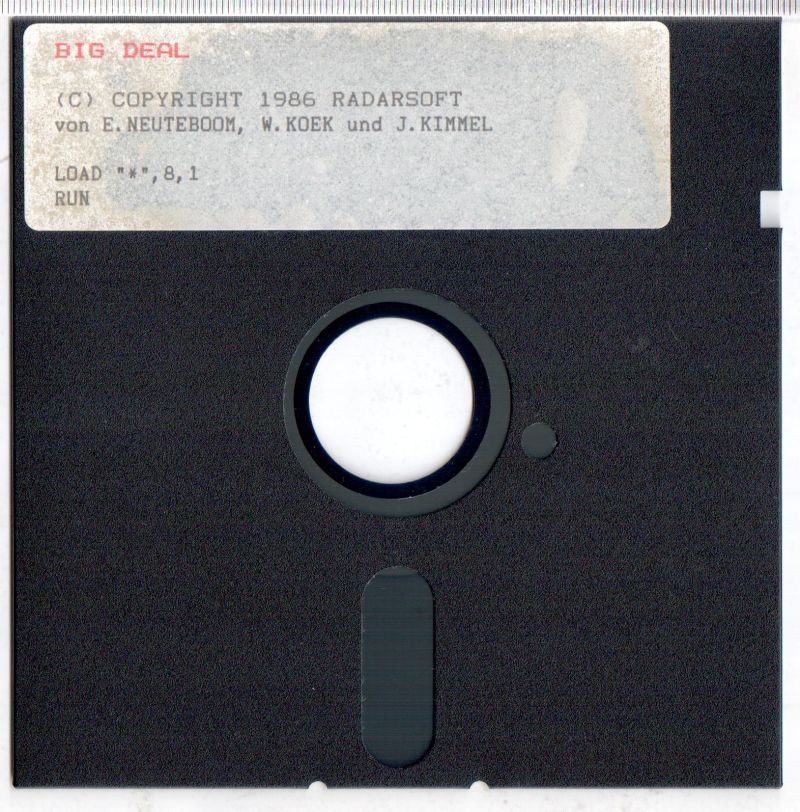 BIG DEAL
(C) COPYRIGHT 1986 RADARSOFT
von E.NEUTEBOOM, W.KOEK und J.KIMMEL
LOAD "*",8,1
RUN